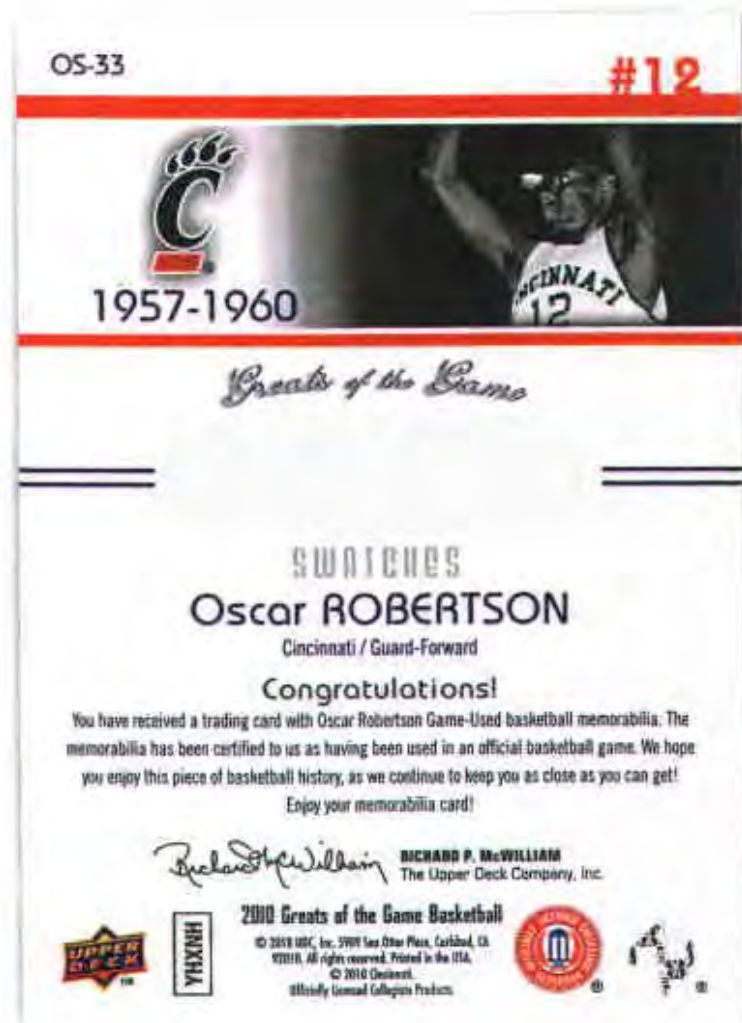 OS-33
#12
C
1957-1960
CINCINNATI
12
Greats of the Game
SWATCHES
Oscar ROBERTSON
Cincinnati / Guard-Forward
Congratulations!
You have received a trading card with Oscar Robertson Game-Used basketball memorabilia. The
memorabilia has been certified to us as having been used in an official basketball game. We hope
you enjoy this piece of basketball history, as we continue to keep you as close as you can get!
Enjoy your memorabilia card!
RICHARD P. McWILLIAM
The Upper Deck Company, Inc.
2010 Greats of the Game Basketball
© 2010 UDC, Inc. 5909 Sea Otter Place, Carlsbad, CA
92010. All rights reserved. Printed in the USA.
© 2010 Cincinnati.
Officially Licensed Collegiate Products
UPPER
DECK
YHXNH